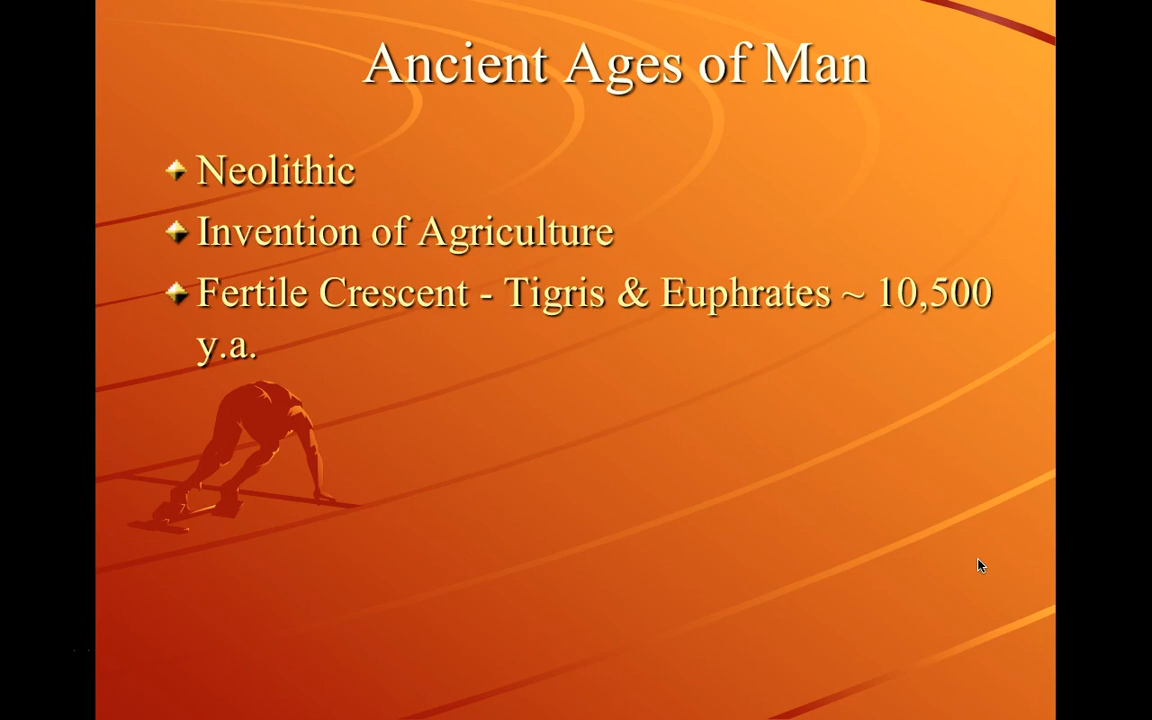 Ancient Ages of Man
Neolithic
Invention of Agriculture
Fertile Crescent - Tigris & Euphrates ~ 10,500
y.a.